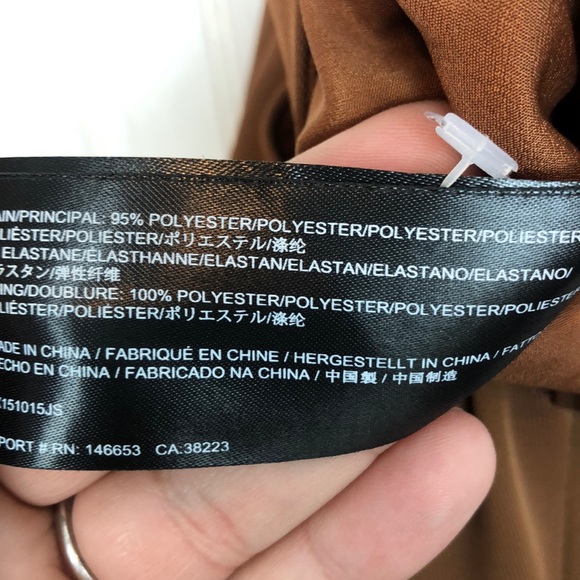 AIN/PRINCIPAL: 95% POLYESTER/POLYESTER/POLYESTER/POLIESTER
LIÉSTER/POLIÉSTER/ポリエステル/涤纶
ELASTANE/ÉLASTHANNE/ELASTAN/ELASTAN/ELASTANO/ELASTANO/
ラスタン/弹性纤维
ING/DOUBLURE: 100% POLYESTER/POLYESTER/POLYESTER
LIÉSTER/POLIÉSTER/ポリエステル/涤纶
ADE IN CHINA / FABRIQUÉ EN CHINE / HERGESTELLT IN CHINA / FATTO
ECHO EN CHINA / FABRICADO NA CHINA / 中国製 / 中国制造
151015JS
PORT # RN: 146653 CA:38223